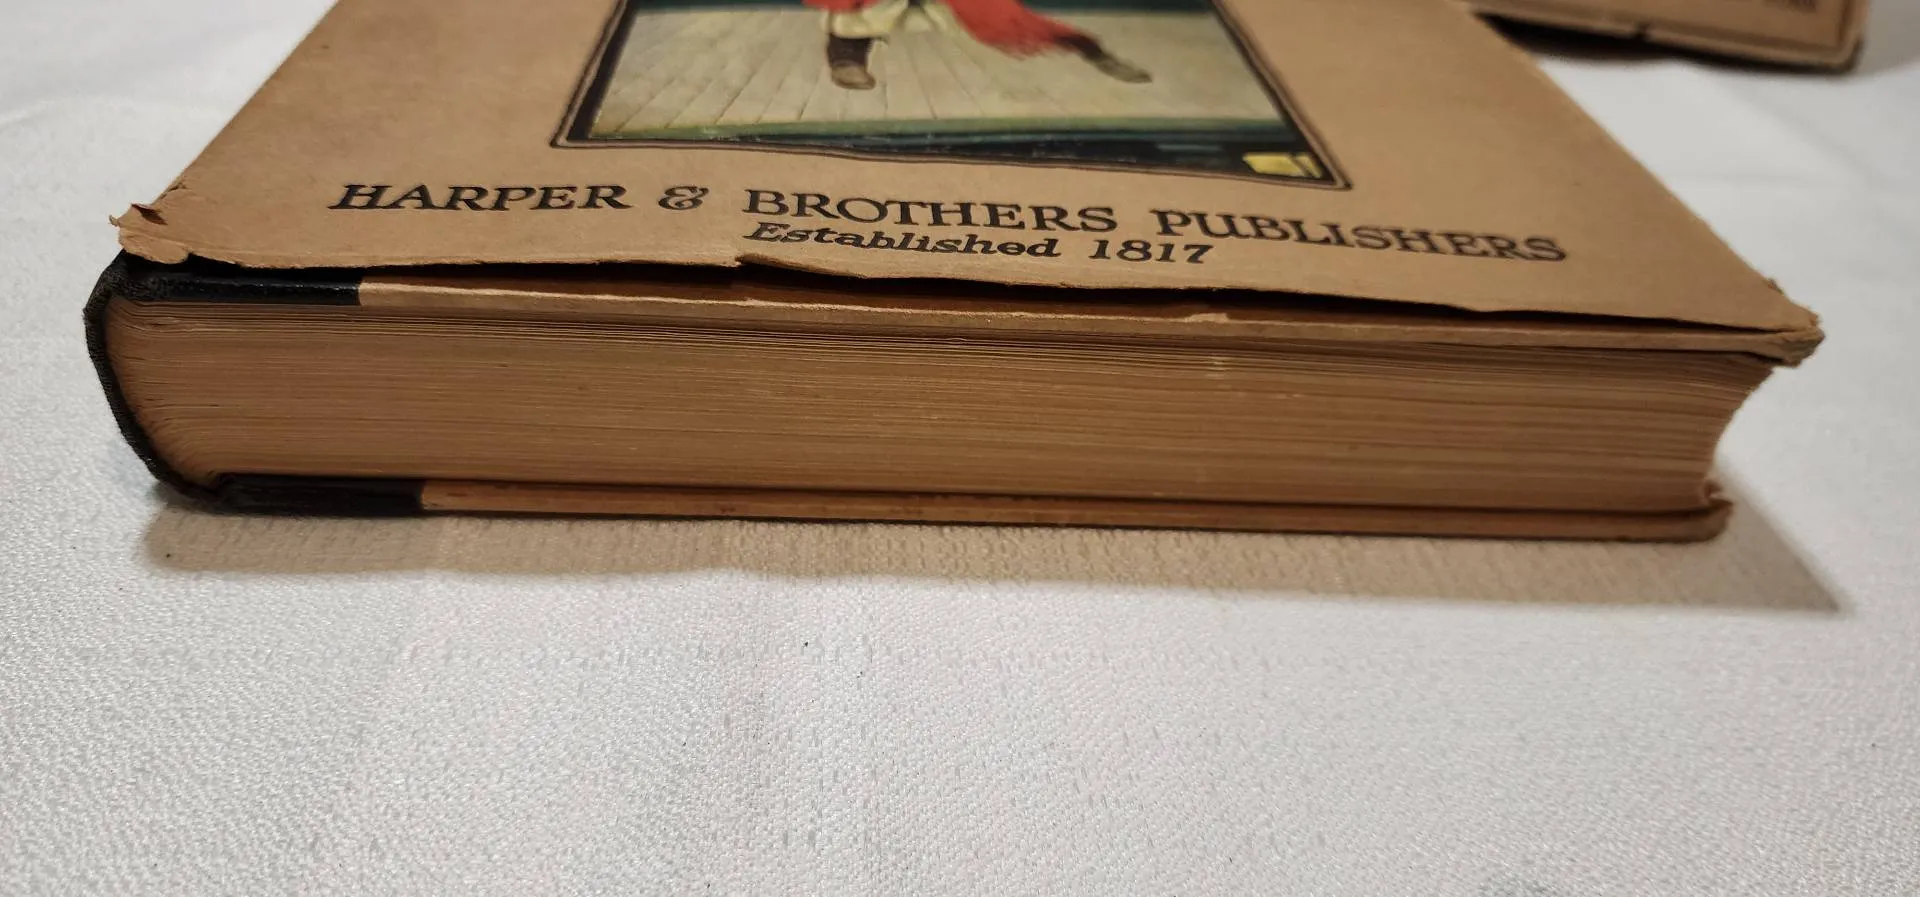 HARPER & BROTHERS PUBLISHERS
Established 1817